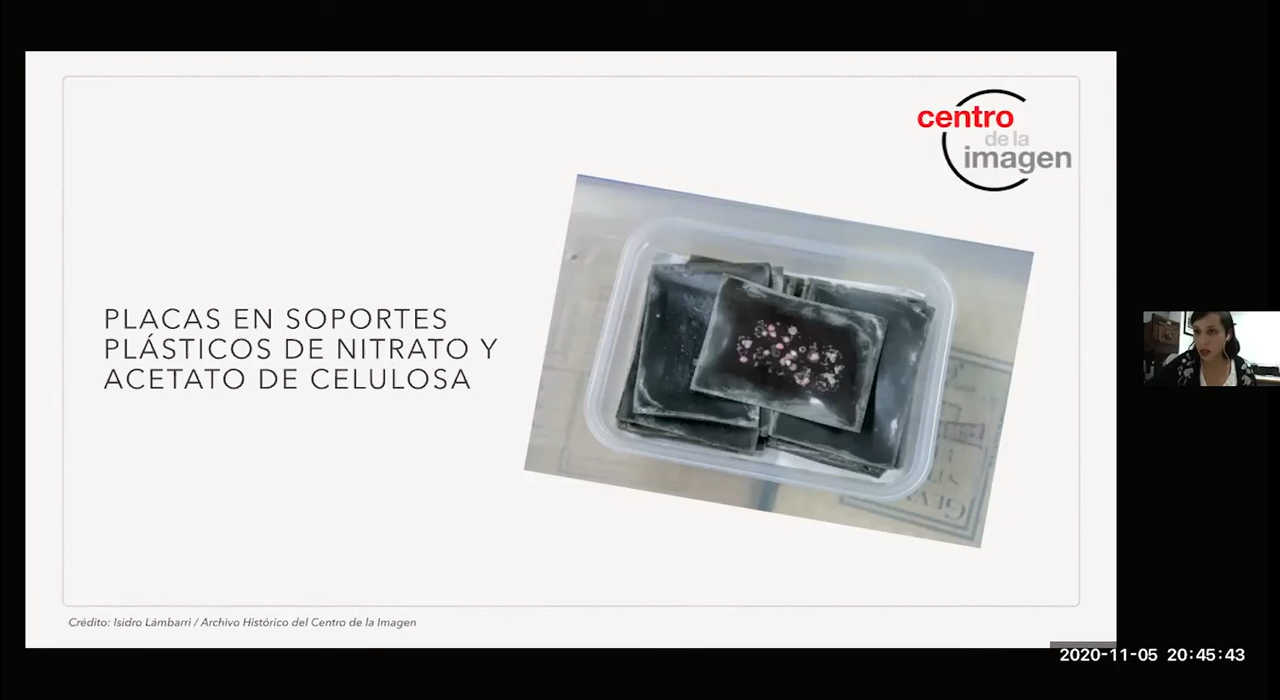 centro
de la
imagen
PLACAS EN SOPORTES
PLÁSTICOS DE NITRATO Y
ACETATO DE CELULOSA
Crédito: Isidro Lámbarri / Archivo Histórico del Centro de la Imagen
2020-11-05 20:45:43